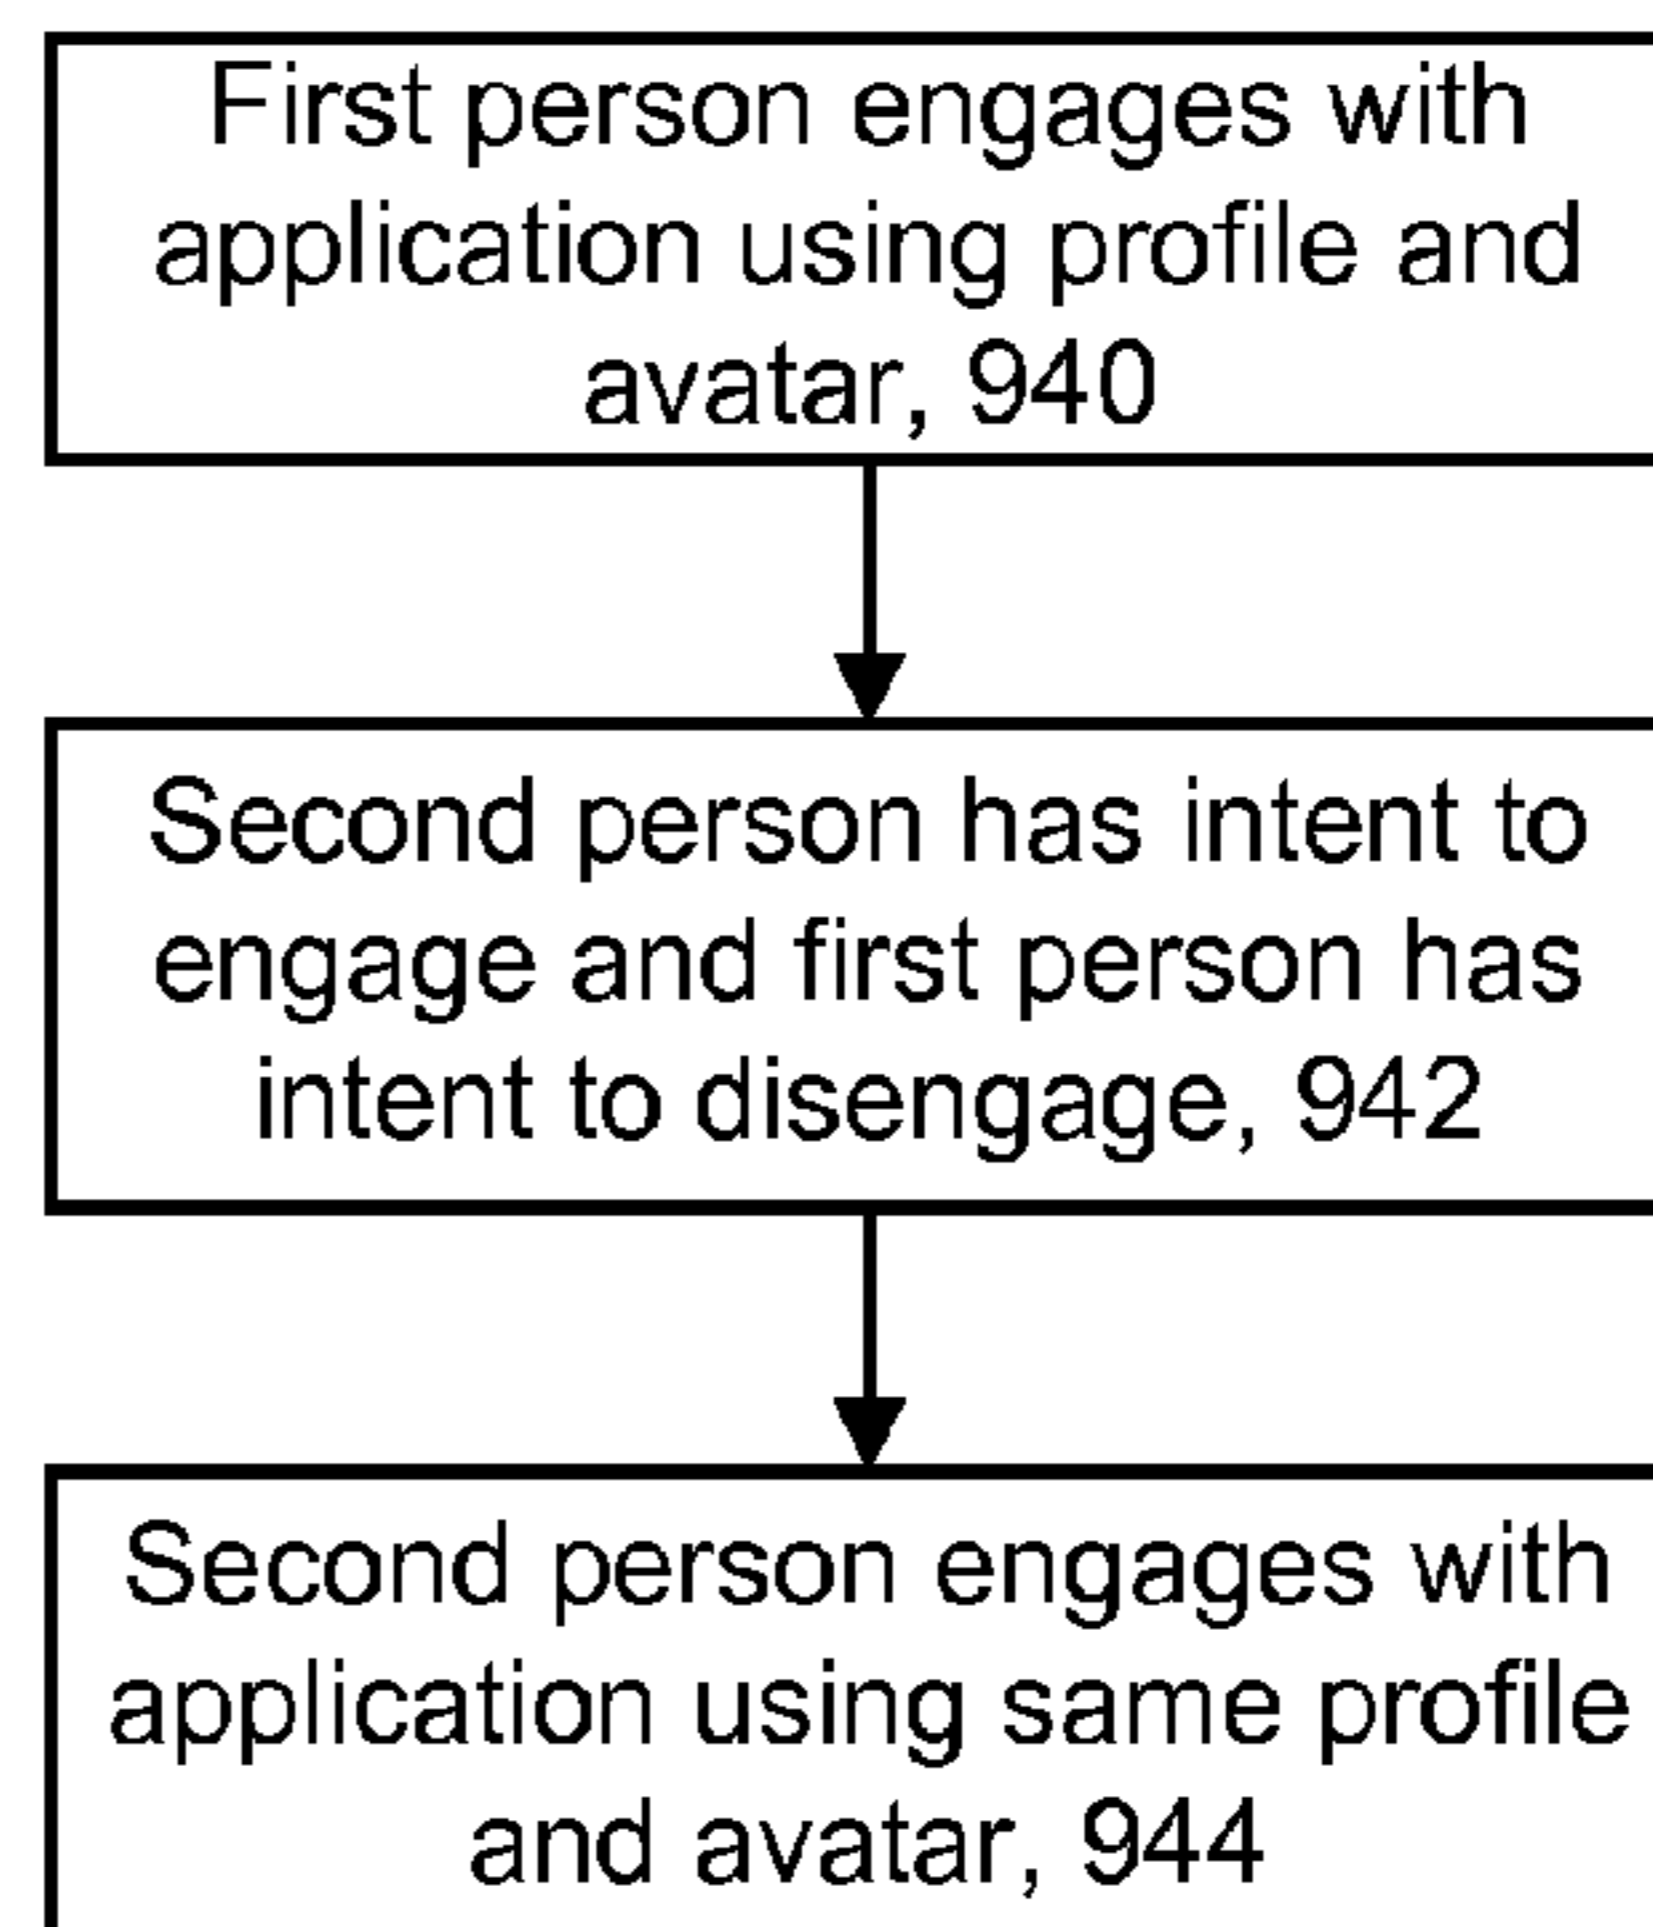 First person engages with
application using profile and
avatar, 940
Second person has intent to
engage and first person has
intent to disengage, 942
Second person engages with
application using same profile
and avatar, 944